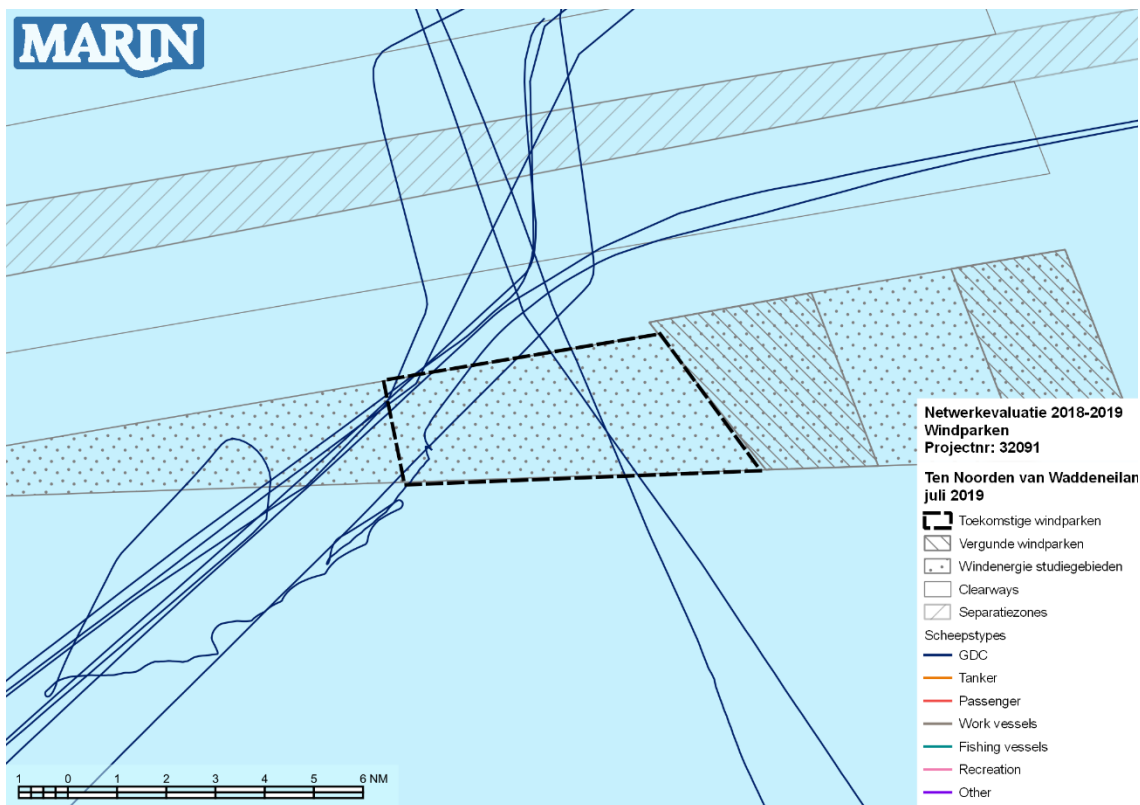 MARIN
Netwerkevaluatie 2018-2019
Windparken
Projectnr: 32091
Ten Noorden van Waddeneilan
juli 2019
Toekomstige windparken
Vergunde windparken
Windenergie studiegebieden
Clearways
Separatiezones
Scheepstypes
GDC
Tanker
Passenger
Work vessels
Fishing vessels
Recreation
Other
1 0 1 2 3 4 5 6 NM